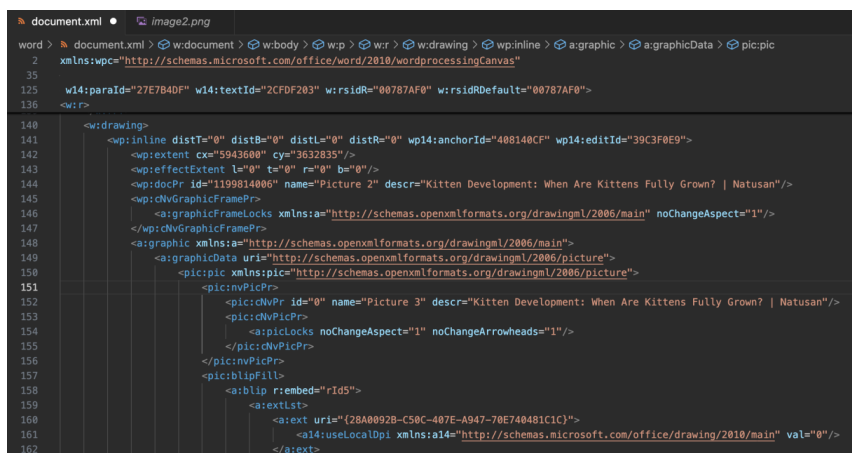 document.xml ● image2.png
word > document.xml > w:document > w:body > w:p > w:r > w:drawing > wp:inline > a:graphic > a:graphicData > pic:pic
2 xmlns:wpc="http://schemas.microsoft.com/office/word/2010/wordprocessingCanvas"
35
125 w14:paraId="27E7B4DF" w14:textId="2CFDF203" w:rsidR="00787AF0" w:rsidRDefault="00787AF0">
136 <w:r>
140 <w:drawing>
141 <wp:inline distT="0" distB="0" distL="0" distR="0" wp14:anchorId="408140CF" wp14:editId="39C3F0E9">
142 <wp:extent cx="5943600" cy="3632835"/>
143 <wp:effectExtent l="0" t="0" r="0" b="0"/>
144 <wp:docPr id="1199814006" name="Picture 2" descr="Kitten Development: When Are Kittens Fully Grown? | Natusan"/>
145 <wp:cNvGraphicFramePr>
146 <a:graphicFrameLocks xmlns:a="http://schemas.openxmlformats.org/drawingml/2006/main" noChangeAspect="1"/>
147 </wp:cNvGraphicFramePr>
148 <a:graphic xmlns:a="http://schemas.openxmlformats.org/drawingml/2006/main">
149 <a:graphicData uri="http://schemas.openxmlformats.org/drawingml/2006/picture">
150 <pic:pic xmlns:pic="http://schemas.openxmlformats.org/drawingml/2006/picture">
151 <pic:nvPicPr>
152 <pic:cNvPr id="0" name="Picture 3" descr="Kitten Development: When Are Kittens Fully Grown? | Natusan"/>
153 <pic:cNvPicPr>
154 <a:picLocks noChangeAspect="1" noChangeArrowheads="1"/>
155 </pic:cNvPicPr>
156 </pic:nvPicPr>
157 <pic:blipFill>
158 <a:blip r:embed="rId5">
159 <a:extLst>
160 <a:ext uri="{28A0092B-C50C-407E-A947-70E740481C1C}">
161 <a14:useLocalDpi xmlns:a14="http://schemas.microsoft.com/office/drawing/2010/main" val="0"/>
162 </a:ext>